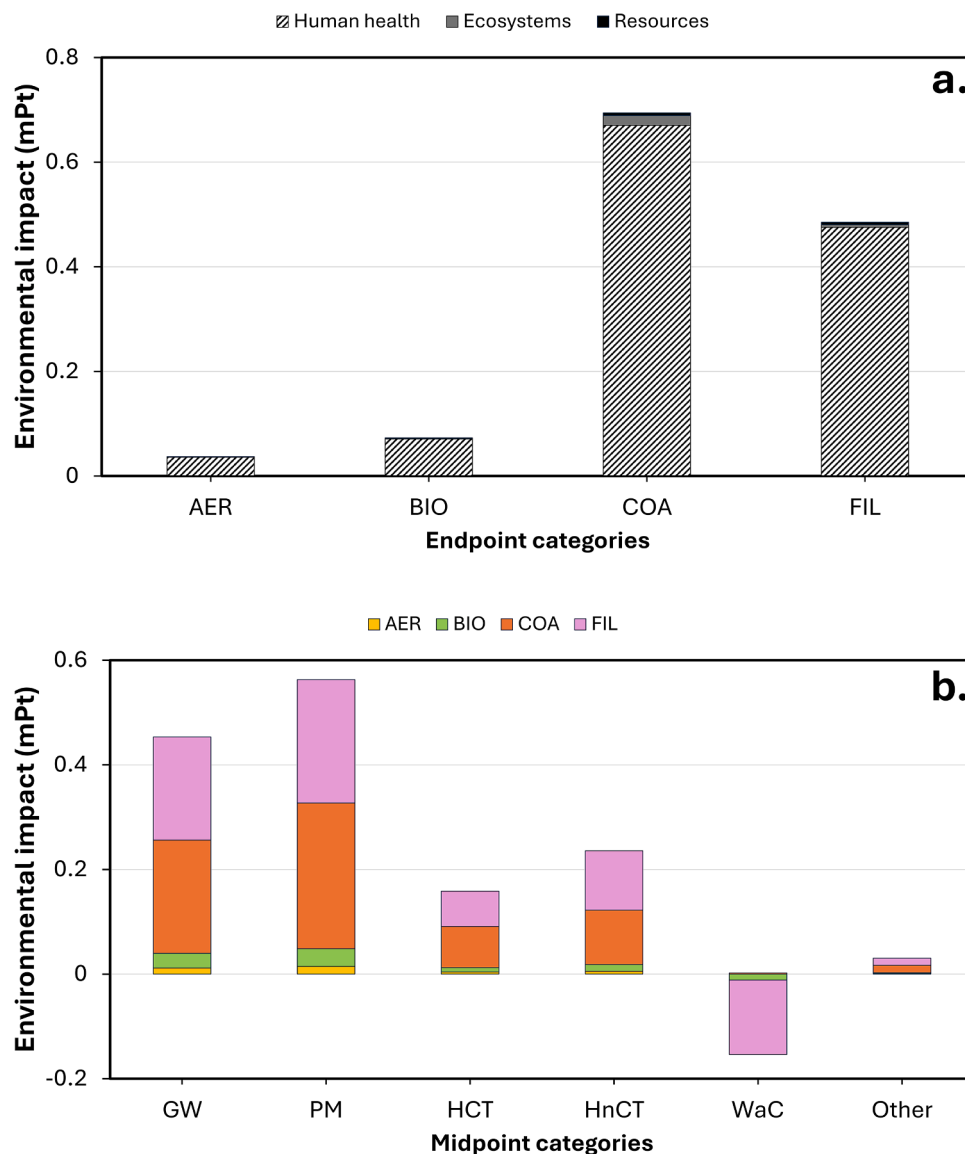 Human health Ecosystems Resources
a.
Environmental impact (mPt)
0.8
0.6
0.4
0.2
0
AER BIO COA FIL
Endpoint categories
AER BIO COA FIL
b.
Environmental impact (mPt)
0.6
0.4
0.2
0
-0.2
GW PM HCT HnCT WaC Other
Midpoint categories